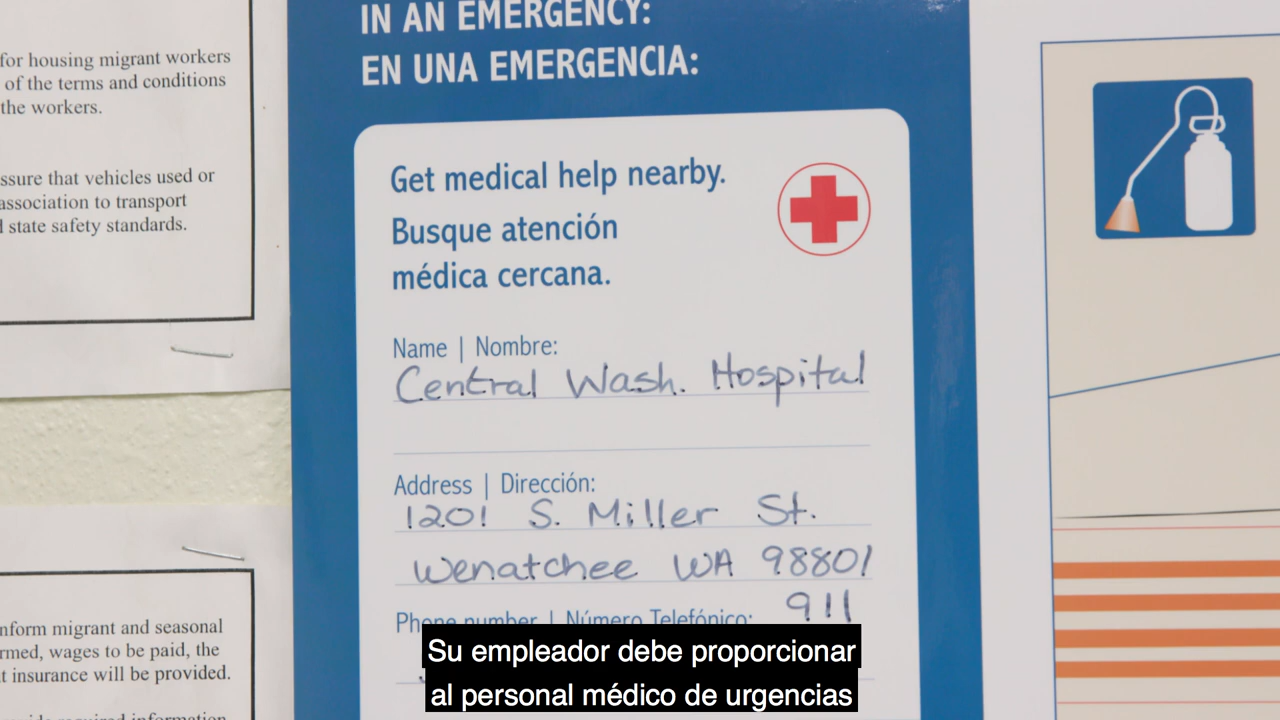 for housing migrant workers
of the terms and conditions
the workers.
ssure that vehicles used or
association to transport
state safety standards.
IN AN EMERGENCY:
EN UNA EMERGENCIA:
Get medical help nearby.
Busque atención
médica cercana.
Name | Nombre:
Central Wash. Hospital
Address | Dirección:
1201 S. Miller St.
Wenatchee WA 98801
Phone number | Número Telefónico: 911
nform migrant and seasonal
rmed, wages to be paid, the
t insurance will be provided.
required information
Su empleador debe proporcionar
al personal médico de urgencias